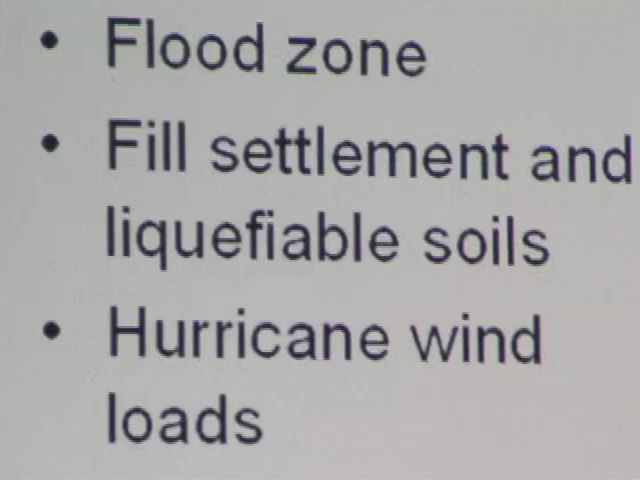 • Flood zone
• Fill settlement and
liquefiable soils
• Hurricane wind
loads